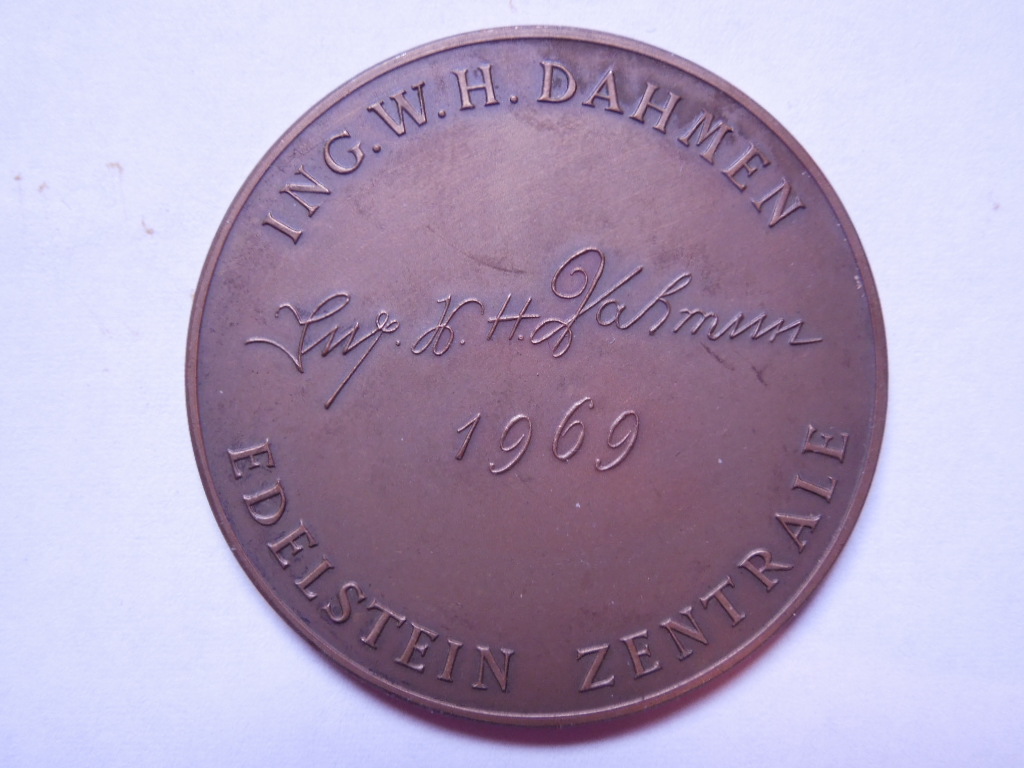 ING. W. H. DAHMEN
Ing. W. H. Dahmen
1969
EDELSTEIN ZENTRALE